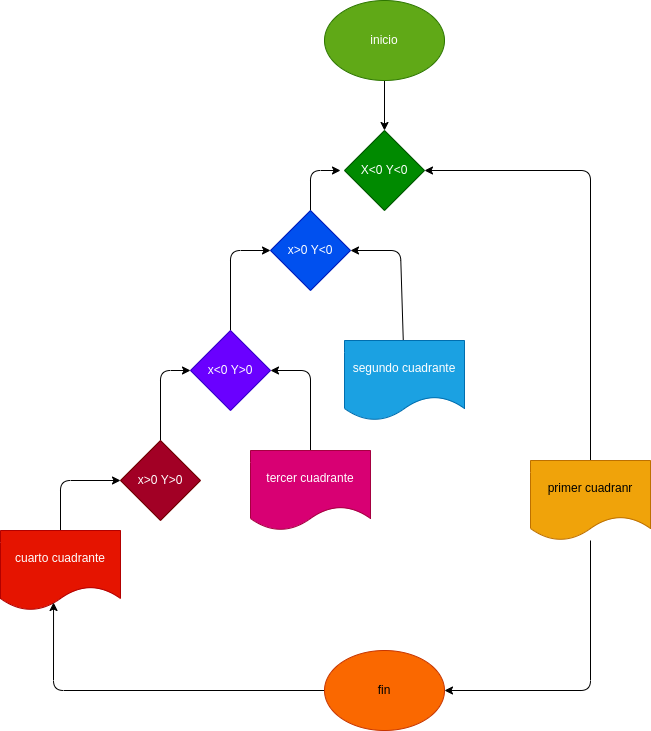 inicio
X<0 Y<0
x>0 Y<0
x<0 Y>0
segundo cuadrante
x>0 Y>0
tercer cuadrante
primer cuadranr
cuarto cuadrante
fin